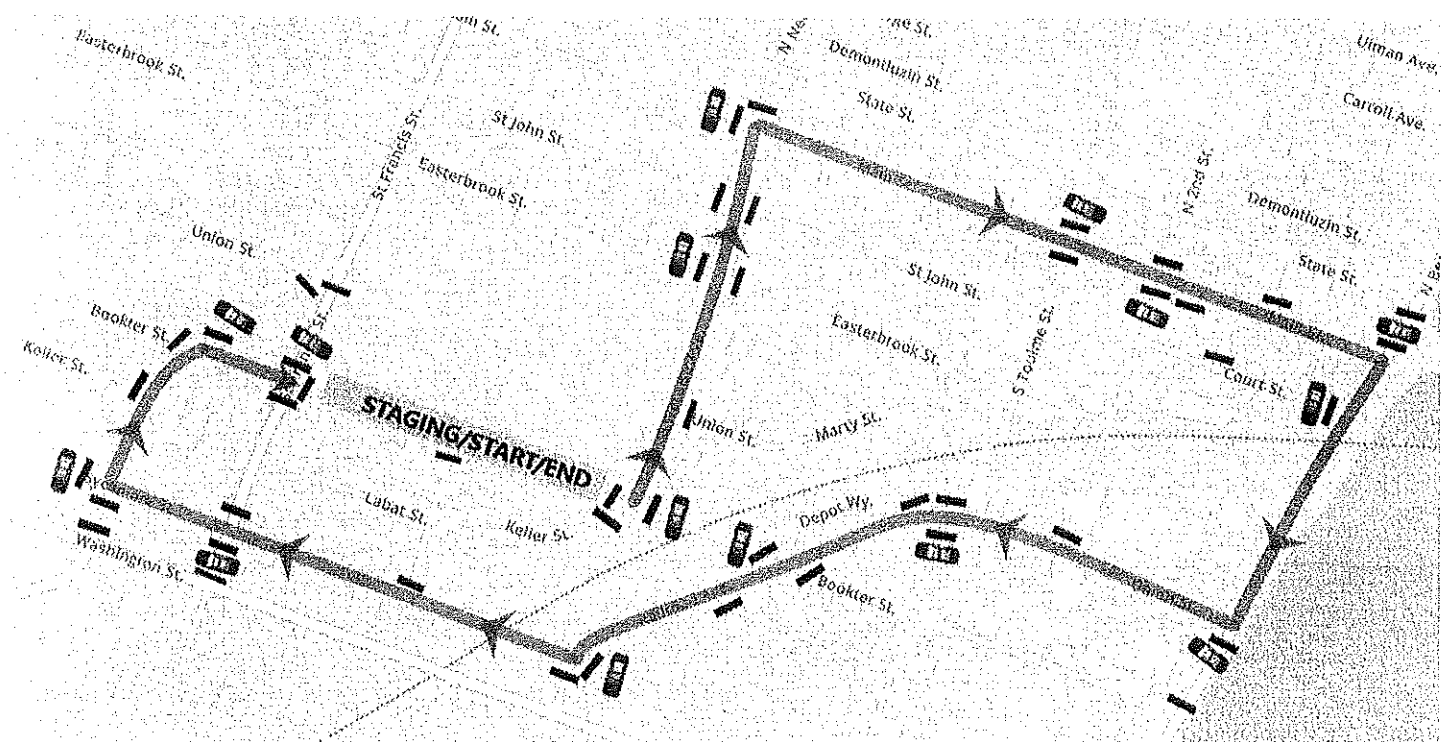 Easterbrook St.
St Francis St.
St John St.
Easterbrook St.
Demontluzin St.
State St.
Ulman Ave.
Carroll Ave.
N 2nd St.
Demontluzin St.
State St.
Union St.
Bookter St.
Keller St.
St John St.
Easterbrook St.
S Toulme St.
Court St.
STAGING/START/END
Union St.
Marty St.
Labat St.
Keller St.
Depot Wy.
Washington St.
Bookter St.